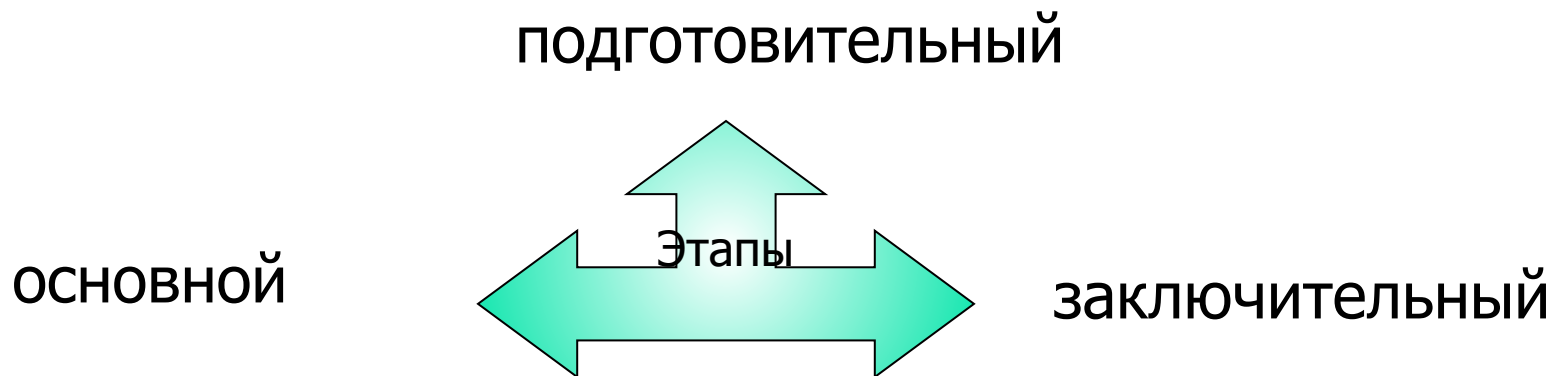 подготовительный
Этапы
основной
заключительный